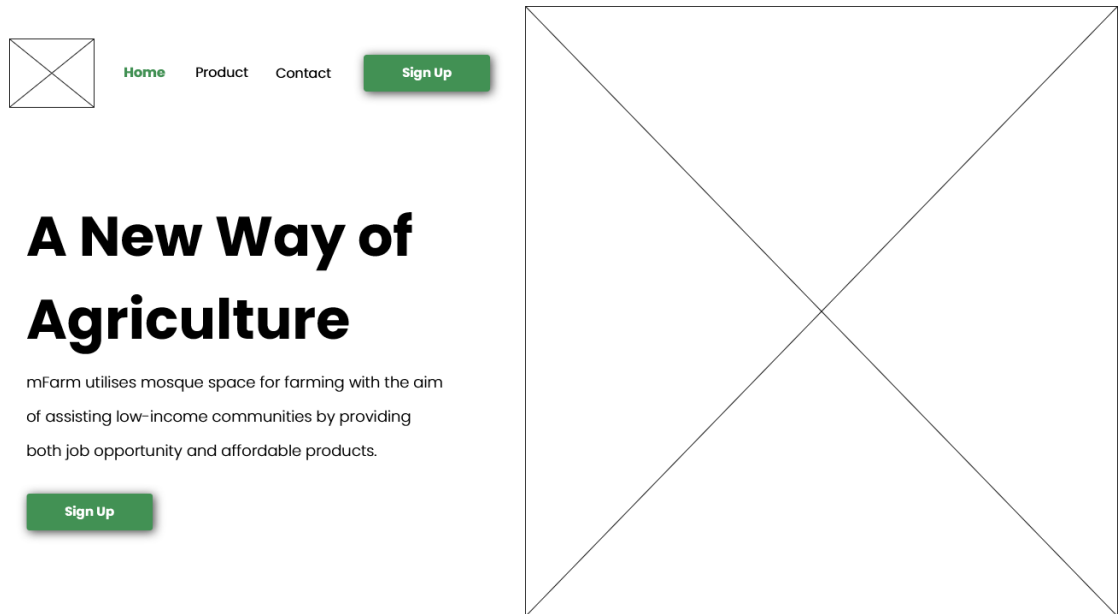 Home
Product
Contact
Sign Up
A New Way of
Agriculture
mFarm utilises mosque space for farming with the aim
of assisting low-income communities by providing
both job opportunity and affordable products.
Sign Up